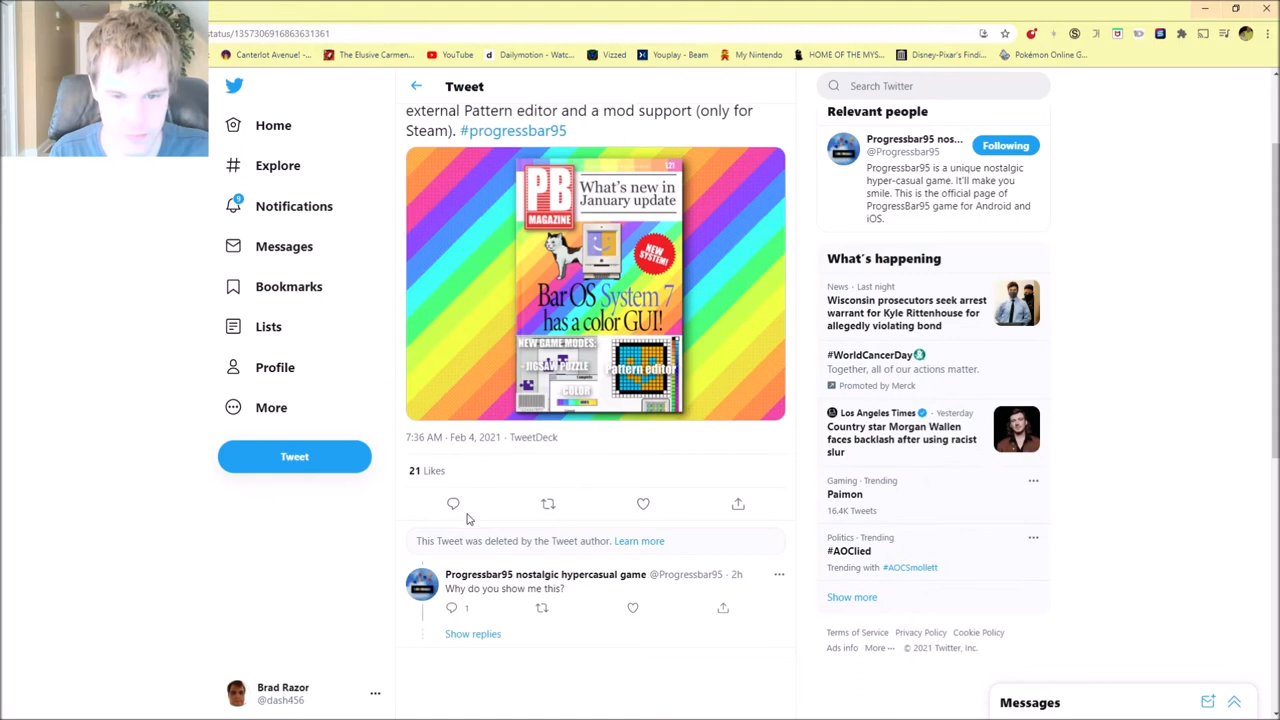 status/1357306916863631361
Canterlot Avenue! -...
The Elusive Carmen...
YouTube
Dailymotion - Watc...
Vizzed
Youplay - Beam
My Nintendo
HOME OF THE MYS...
Disney-Pixar's Findi...
Pokémon Online G...
Home
Explore
Notifications
Messages
Bookmarks
Lists
Profile
More
Tweet
Brad Razor
@dash456
Tweet
external Pattern editor and a mod support (only for
Steam). #progressbar95
PB
MAGAZINE
1.21
What's new in
January update
NEW
SYSTEM!
Bar OS System 7
has a color GUI!
NEW GAME MODES:
- JIGSAW PUZZLE
- COLOR
Pattern editor
7:36 AM · Feb 4, 2021 · TweetDeck
21 Likes
This Tweet was deleted by the Tweet author. Learn more
Progressbar95 nostalgic hypercasual game @Progressbar95 · 2h
Why do you show me this?
1
Show replies
Search Twitter
Relevant people
Progressbar95 nos...
@Progressbar95
Following
Progressbar95 is a unique nostalgic
hyper-casual game. It'll make you
smile. This is the official page of
ProgressBar95 game for Android and
iOS.
What's happening
News · Last night
Wisconsin prosecutors seek arrest
warrant for Kyle Rittenhouse for
allegedly violating bond
#WorldCancerDay
Together, all of our actions matter.
Promoted by Merck
Los Angeles Times · Yesterday
Country star Morgan Wallen
faces backlash after using racist
slur
Gaming · Trending
Paimon
16.4K Tweets
Politics · Trending
#AOClied
Trending with #AOCSmollett
Show more
Terms of Service Privacy Policy Cookie Policy
Ads info More ··· © 2021 Twitter, Inc.
Messages